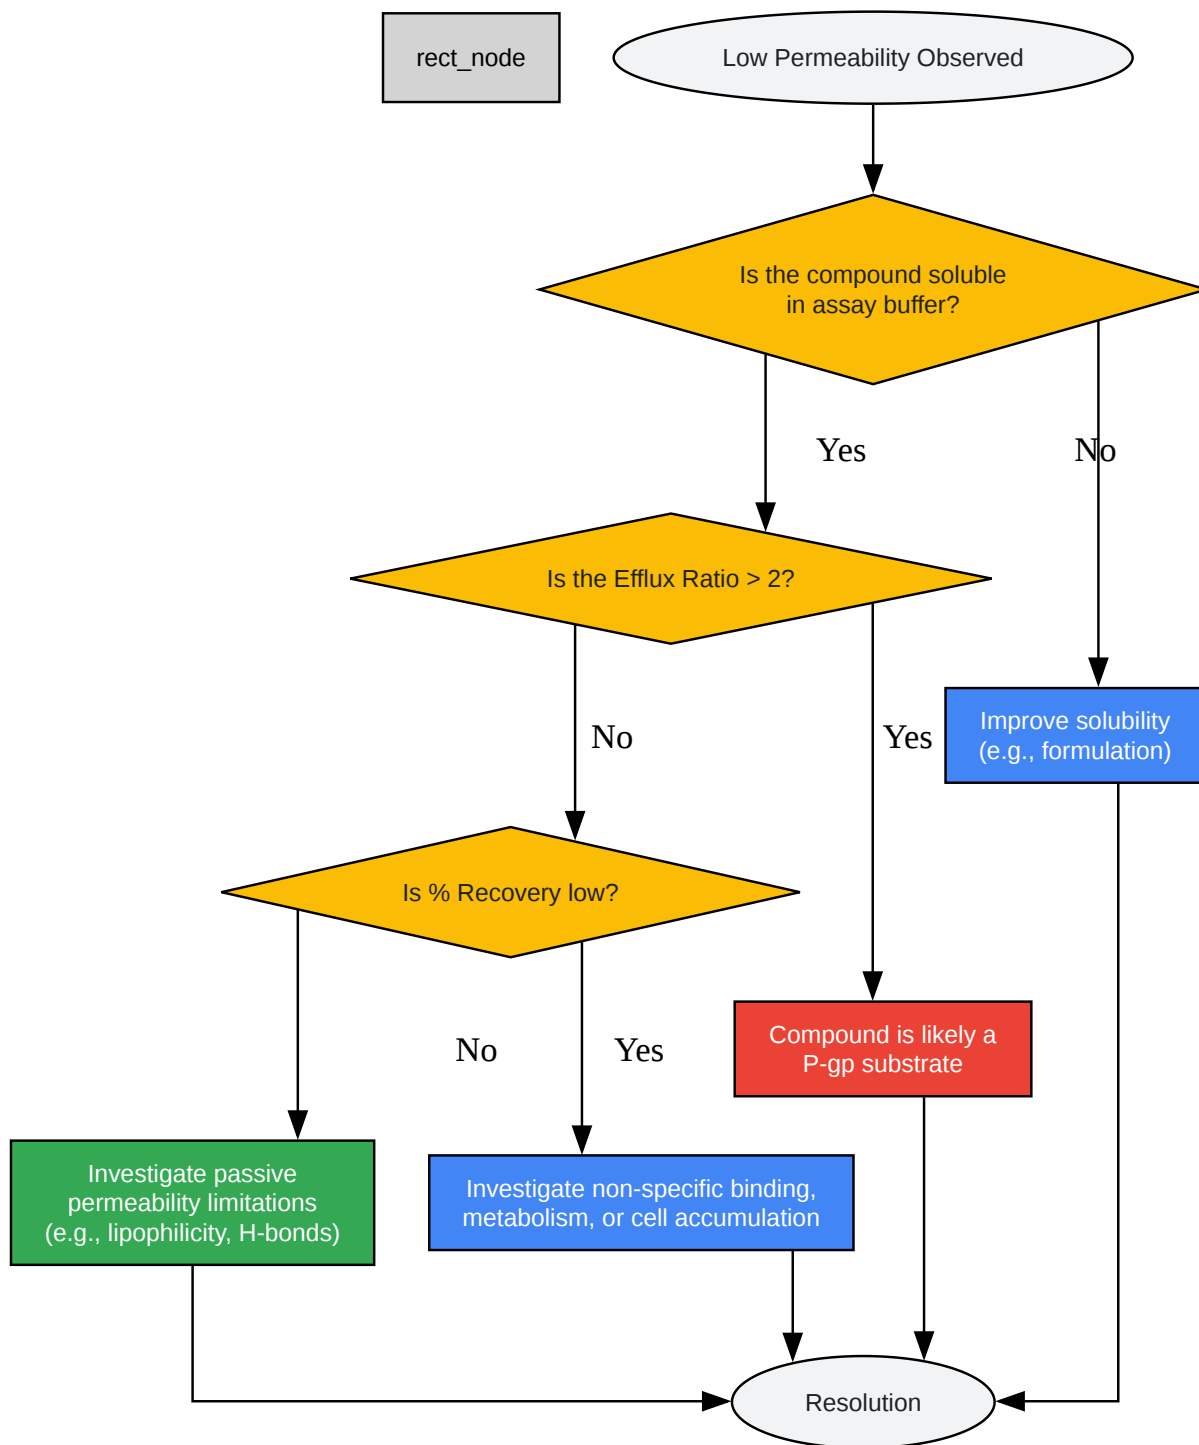 rect_node
Low Permeability Observed
Is the compound soluble
in assay buffer?
Yes
No
Is the Efflux Ratio > 2?
Improve solubility
(e.g., formulation)
No
Yes
Is % Recovery low?
Compound is likely a
P-gp substrate
No
Yes
Investigate passive
permeability limitations
(e.g., lipophilicity, H-bonds)
Investigate non-specific binding,
metabolism, or cell accumulation
Resolution